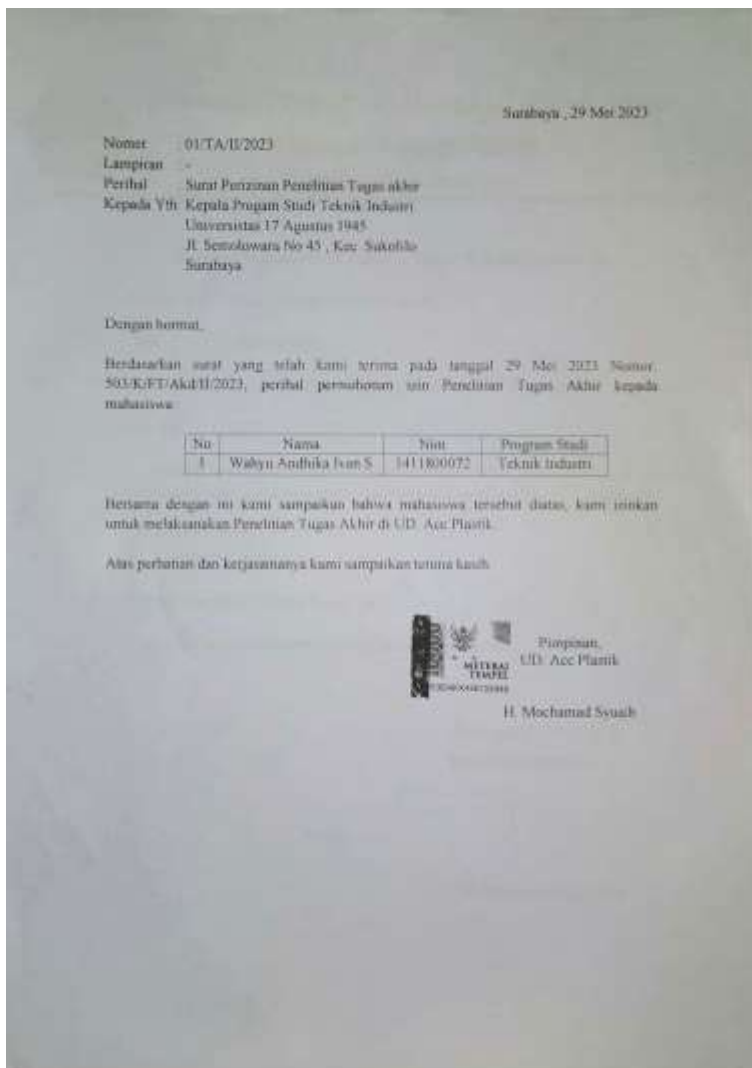 Surabaya , 29 Mei 2023
Nomer 01/TA/II/2023
Lampiran -
Perihal Surat Perizinan Penelitian Tugas akhir
Kepada Yth Kepala Progam Studi Teknik Industri
Universistas 17 Agustus 1945
Jl. Semolowaru No 45 , Kec. Sukolilo
Surabaya
Dengan hormat,
Berdasarkan surat yang telah kami terima pada tanggal 29 Mei 2023 Nomor.
503/K/FT/Akd/II/2023, perihal permohonan izin Penelitian Tugas Akhir kepada
mahasiswa
No Nama Nim Program Studi
1 Wahyu Andhika Ivan S 1411800072 Teknik Industri
Bersama dengan ini kami sampaikan bahwa mahasiswa tersebut diatas, kami izinkan
untuk melaksanakan Penelitian Tugas Akhir di UD. Acc Plastik.
Atas perhatian dan kerjasamanya kami sampaikan terima kasih.
METERAI
TEMPEL
Pimpinan,
UD. Acc Plastik
H. Mochamad Syuaib